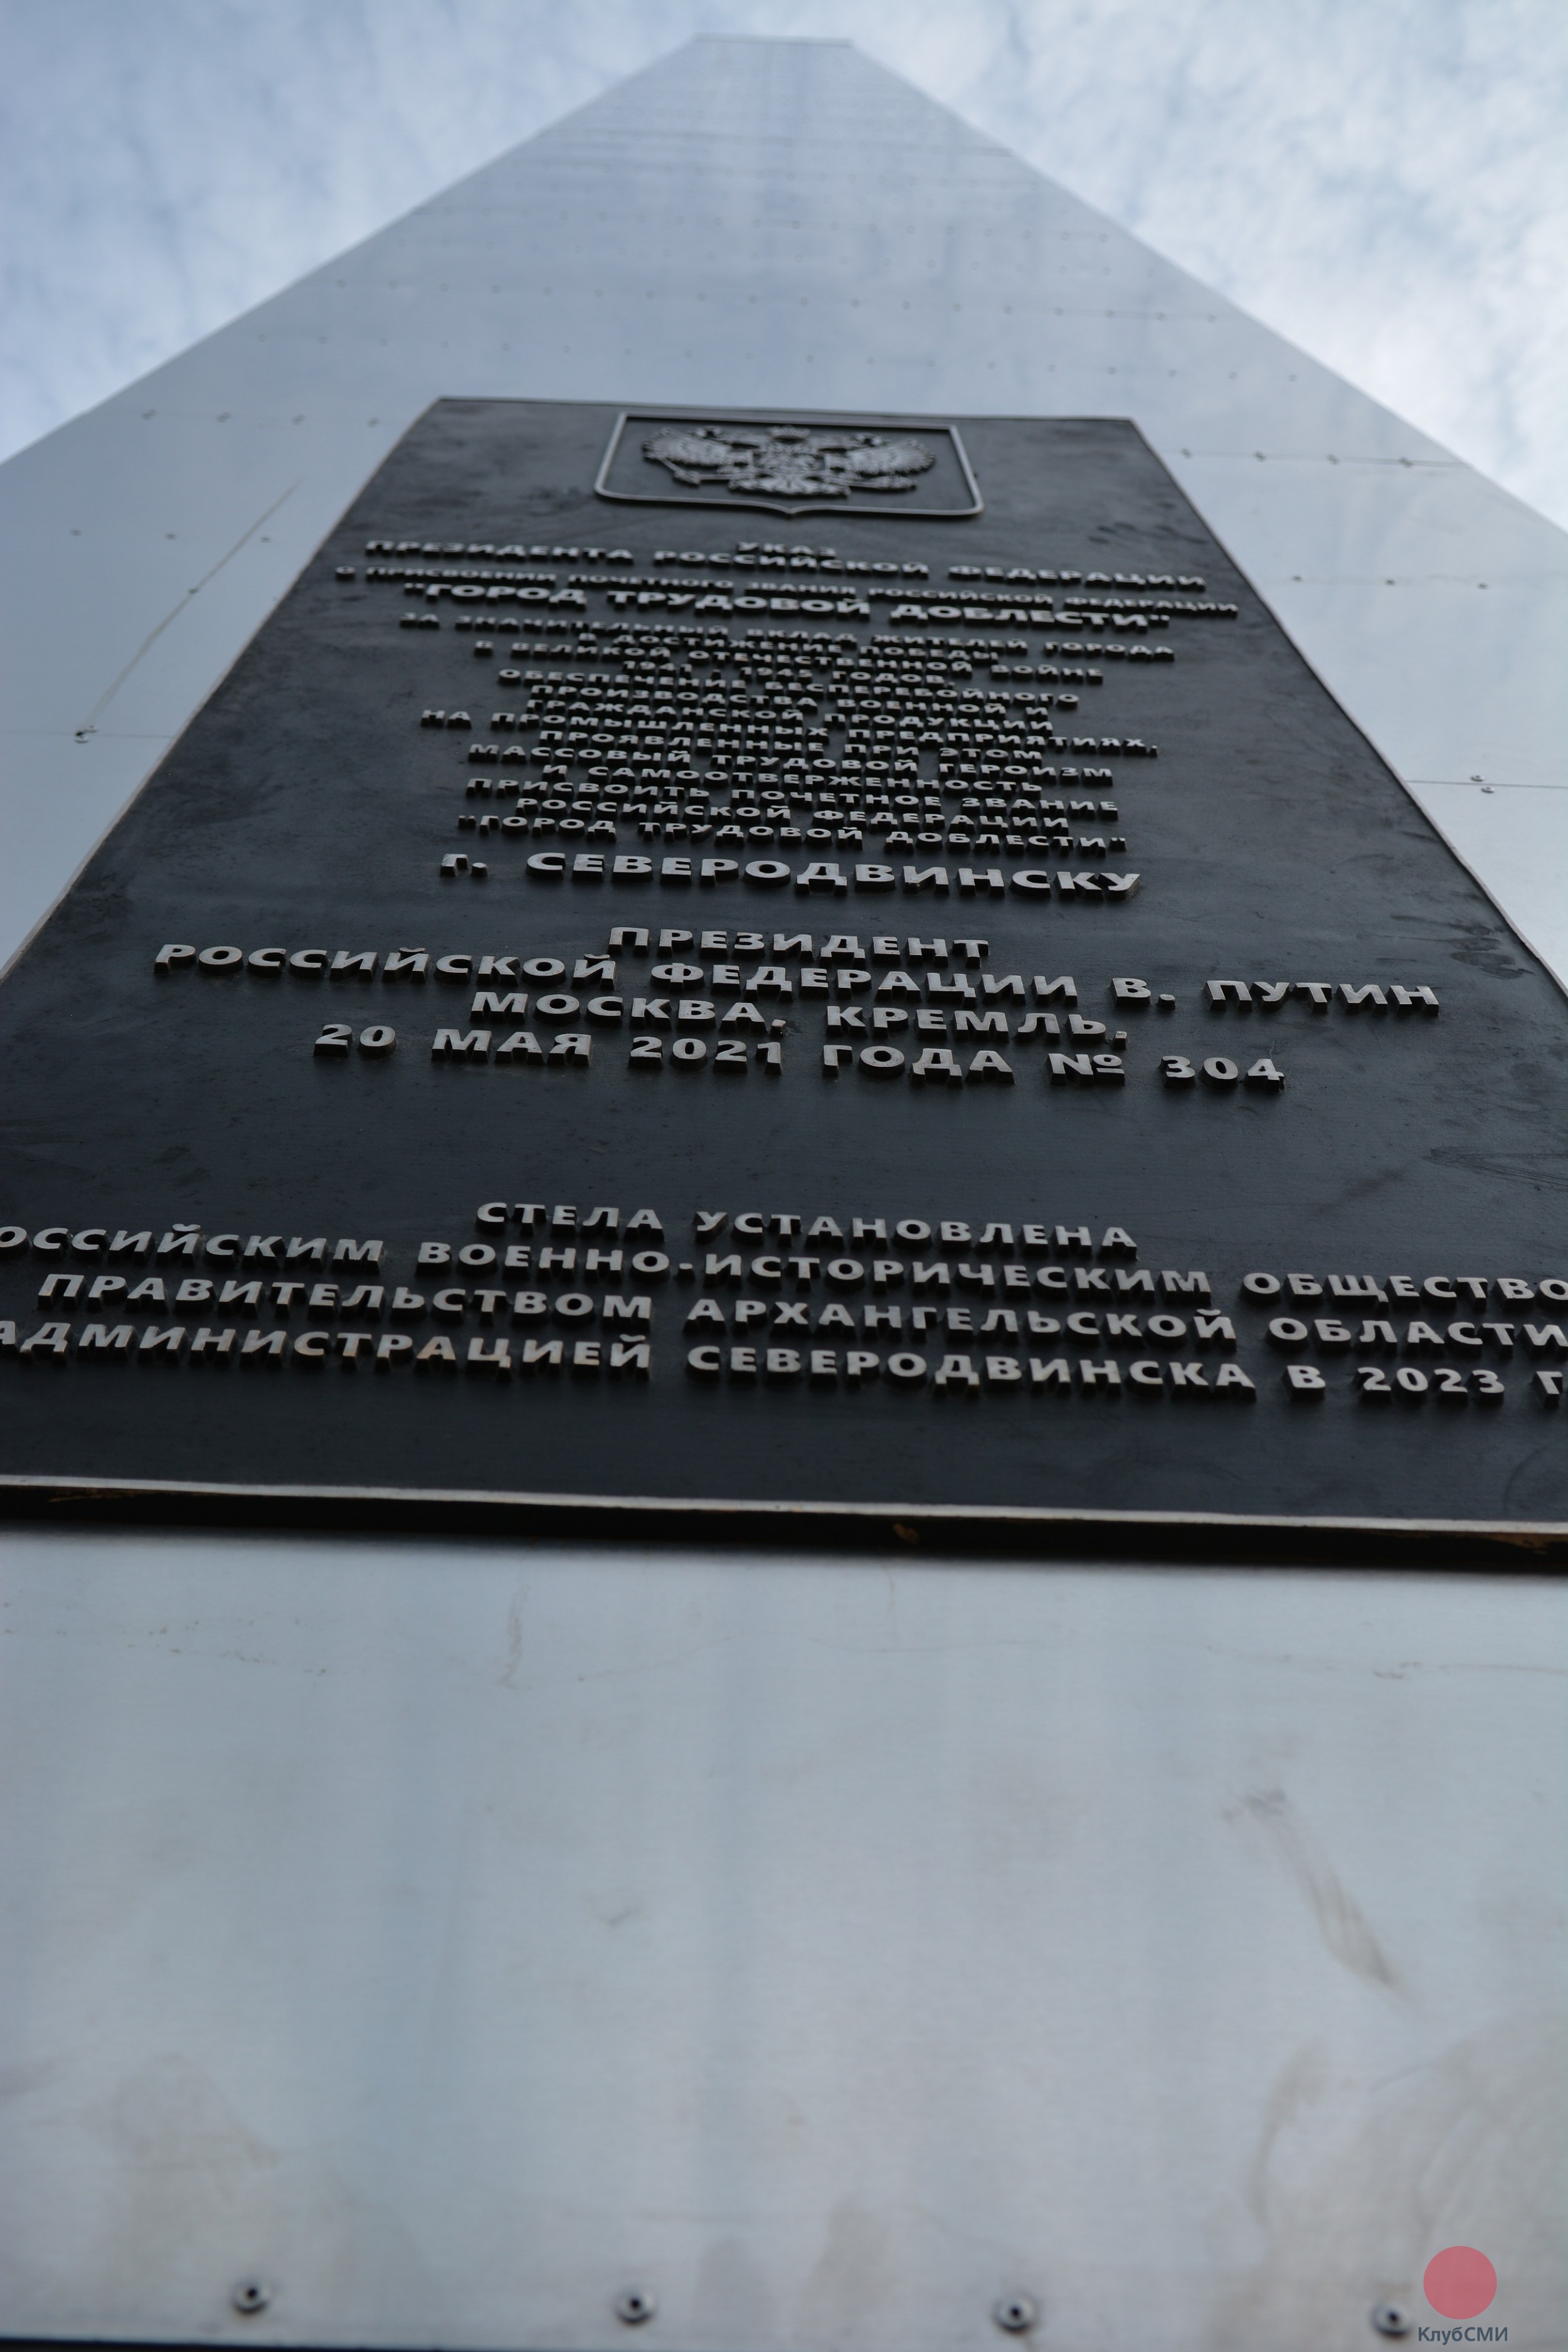 УКАЗ
ПРЕЗИДЕНТА РОССИЙСКОЙ ФЕДЕРАЦИИ
О ПРИСВОЕНИИ ПОЧЕТНОГО ЗВАНИЯ РОССИЙСКОЙ ФЕДЕРАЦИИ
"ГОРОД ТРУДОВОЙ ДОБЛЕСТИ"
ЗА ЗНАЧИТЕЛЬНЫЙ ВКЛАД ЖИТЕЛЕЙ ГОРОДА
В ДОСТИЖЕНИЕ ПОБЕДЫ
В ВЕЛИКОЙ ОТЕЧЕСТВЕННОЙ ВОЙНЕ
1941 - 1945 ГОДОВ,
ОБЕСПЕЧЕНИЕ БЕСПЕРЕБОЙНОГО
ПРОИЗВОДСТВА ВОЕННОЙ И
ГРАЖДАНСКОЙ ПРОДУКЦИИ
НА ПРОМЫШЛЕННЫХ ПРЕДПРИЯТИЯХ,
ПРОЯВЛЕННЫЕ ПРИ ЭТОМ
МАССОВЫЙ ТРУДОВОЙ ГЕРОИЗМ
И САМООТВЕРЖЕННОСТЬ
ПРИСВОИТЬ ПОЧЕТНОЕ ЗВАНИЕ
РОССИЙСКОЙ ФЕДЕРАЦИИ
"ГОРОД ТРУДОВОЙ ДОБЛЕСТИ"
г. СЕВЕРОДВИНСКУ
ПРЕЗИДЕНТ
РОССИЙСКОЙ ФЕДЕРАЦИИ В. ПУТИН
МОСКВА, КРЕМЛЬ,
20 МАЯ 2021 ГОДА № 304
СТЕЛА УСТАНОВЛЕНА
ОССИЙСКИМ ВОЕННО-ИСТОРИЧЕСКИМ ОБЩЕСТВО
ПРАВИТЕЛЬСТВОМ АРХАНГЕЛЬСКОЙ ОБЛАСТИ
АДМИНИСТРАЦИЕЙ СЕВЕРОДВИНСКА В 2023 Г
КлубСМИ